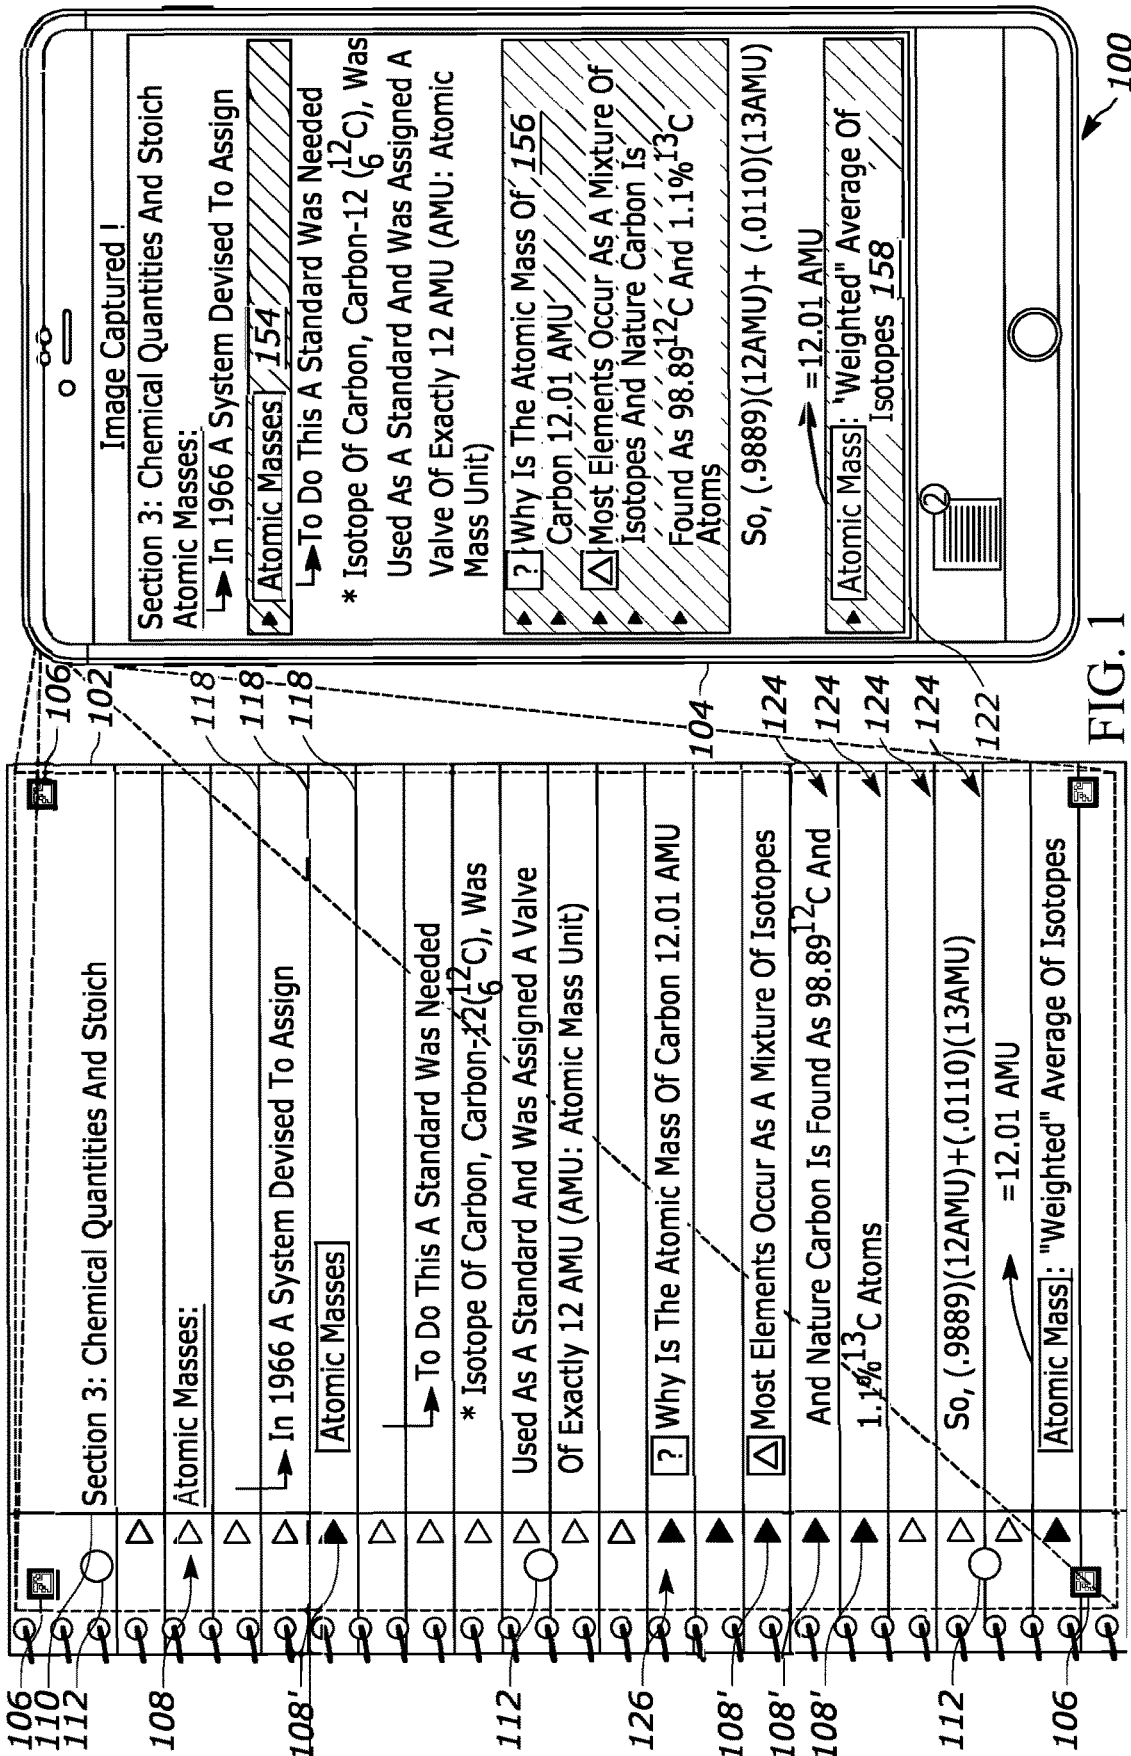 106
110
112
108
108'
112
126
108'
108'
108'
112
106
Section 3: Chemical Quantities And Stoich
Atomic Masses:
In 1966 A System Devised To Assign
Atomic Masses
To Do This A Standard Was Needed
* Isotope Of Carbon, Carbon-12(¹²₆C), Was
Used As A Standard And Was Assigned A Valve
Of Exactly 12 AMU (AMU: Atomic Mass Unit)
? Why Is The Atomic Mass Of Carbon 12.01 AMU
Most Elements Occur As A Mixture Of Isotopes
And Nature Carbon Is Found As 98.89¹²C And
1.1%¹³C Atoms
So, (.9889)(12AMU)+(.0110)(13AMU)
=12.01 AMU
Atomic Mass: "Weighted" Average Of Isotopes
106
102
118
118
118
104
124
124
124
124
122
Image Captured !
Section 3: Chemical Quantities And Stoich
Atomic Masses:
In 1966 A System Devised To Assign
Atomic Masses 154
To Do This A Standard Was Needed
* Isotope Of Carbon, Carbon-12 (¹²₆C), Was
Used As A Standard And Was Assigned A
Valve Of Exactly 12 AMU (AMU: Atomic
Mass Unit)
? Why Is The Atomic Mass Of 156
Carbon 12.01 AMU
Most Elements Occur As A Mixture Of
Isotopes And Nature Carbon Is
Found As 98.89¹²C And 1.1%¹³C
Atoms
So, (.9889)(12AMU)+ (.0110)(13AMU)
=12.01 AMU
Atomic Mass: "Weighted" Average Of
Isotopes 158
2
100
FIG. 1